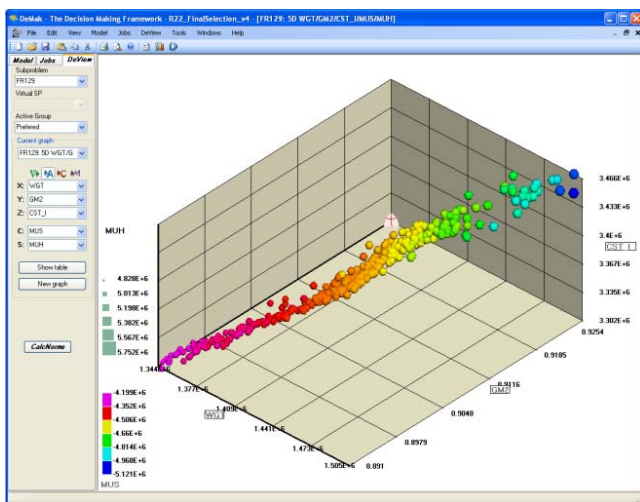 DeMak - The Decision Making Framework - R22_FinalSelection_v4 - [FR129: 5D WGT/GM2/CST_I/MUS/MUH]
File Edit View Model Jobs DeView Tools Windows Help
Model Jobs DeView
Subproblem
FR129
Virtual SP
Active Group
Prefered
Current graph
FR129: 5D WGT/G
A C M
X: WGT
Y: GM2
Z: CST_I
C: MUS
S: MUH
Show table
New graph
CalcNorms
MUH
4.828E+6
5.013E+6
5.198E+6
5.382E+6
5.567E+6
5.752E+6
-4.199E+6
-4.352E+6
-4.506E+6
-4.66E+6
-4.814E+6
-4.968E+6
-5.121E+6
MUS
1.344E+6
1.377E+6
1.409E+6
WGT
1.441E+6
1.473E+6
1.505E+6
0.891
0.8979
0.9048
GM2
0.9116
0.9185
0.9254
3.466E+6
3.433E+6
3.4E+6
CST_I
3.367E+6
3.335E+6
3.302E+6